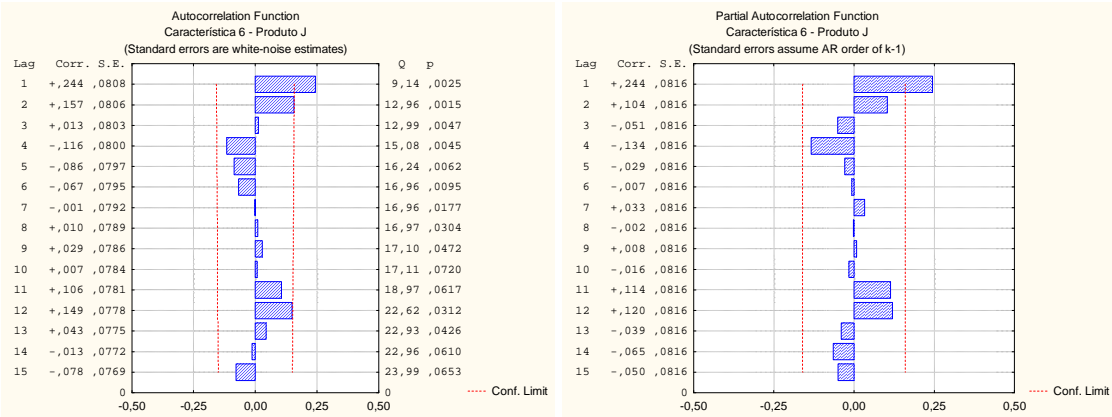 Autocorrelation Function
Característica 6 - Produto J
(Standard errors are white-noise estimates)
Lag Corr. S.E. Q p
1 +,244 ,0808 9,14 ,0025
2 +,157 ,0806 12,96 ,0015
3 +,013 ,0803 12,99 ,0047
4 -,116 ,0800 15,08 ,0045
5 -,086 ,0797 16,24 ,0062
6 -,067 ,0795 16,96 ,0095
7 -,001 ,0792 16,96 ,0177
8 +,010 ,0789 16,97 ,0304
9 +,029 ,0786 17,10 ,0472
10 +,007 ,0784 17,11 ,0720
11 +,106 ,0781 18,97 ,0617
12 +,149 ,0778 22,62 ,0312
13 +,043 ,0775 22,93 ,0426
14 -,013 ,0772 22,96 ,0610
15 -,078 ,0769 23,99 ,0653
0 0
-0,50 -0,25 0,00 0,25 0,50
Conf. Limit
Partial Autocorrelation Function
Característica 6 - Produto J
(Standard errors assume AR order of k-1)
Lag Corr. S.E.
1 +,244 ,0816
2 +,104 ,0816
3 -,051 ,0816
4 -,134 ,0816
5 -,029 ,0816
6 -,007 ,0816
7 +,033 ,0816
8 -,002 ,0816
9 +,008 ,0816
10 -,016 ,0816
11 +,114 ,0816
12 +,120 ,0816
13 -,039 ,0816
14 -,065 ,0816
15 -,050 ,0816
0 0
-0,50 -0,25 0,00 0,25 0,50
Conf. Limit